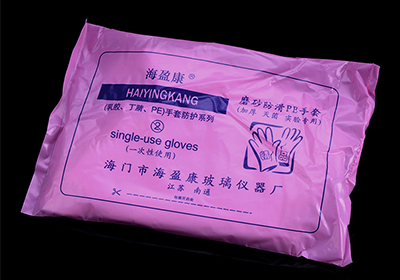 海盈康®
HAIYINGKANG
(乳胶、丁腈、PE)手套防护系列
②
single-use gloves
(一次性使用)
磨砂防滑PE手套
(加厚 灭菌 实验专用)
海门市海盈康玻璃仪器厂
江苏 南通